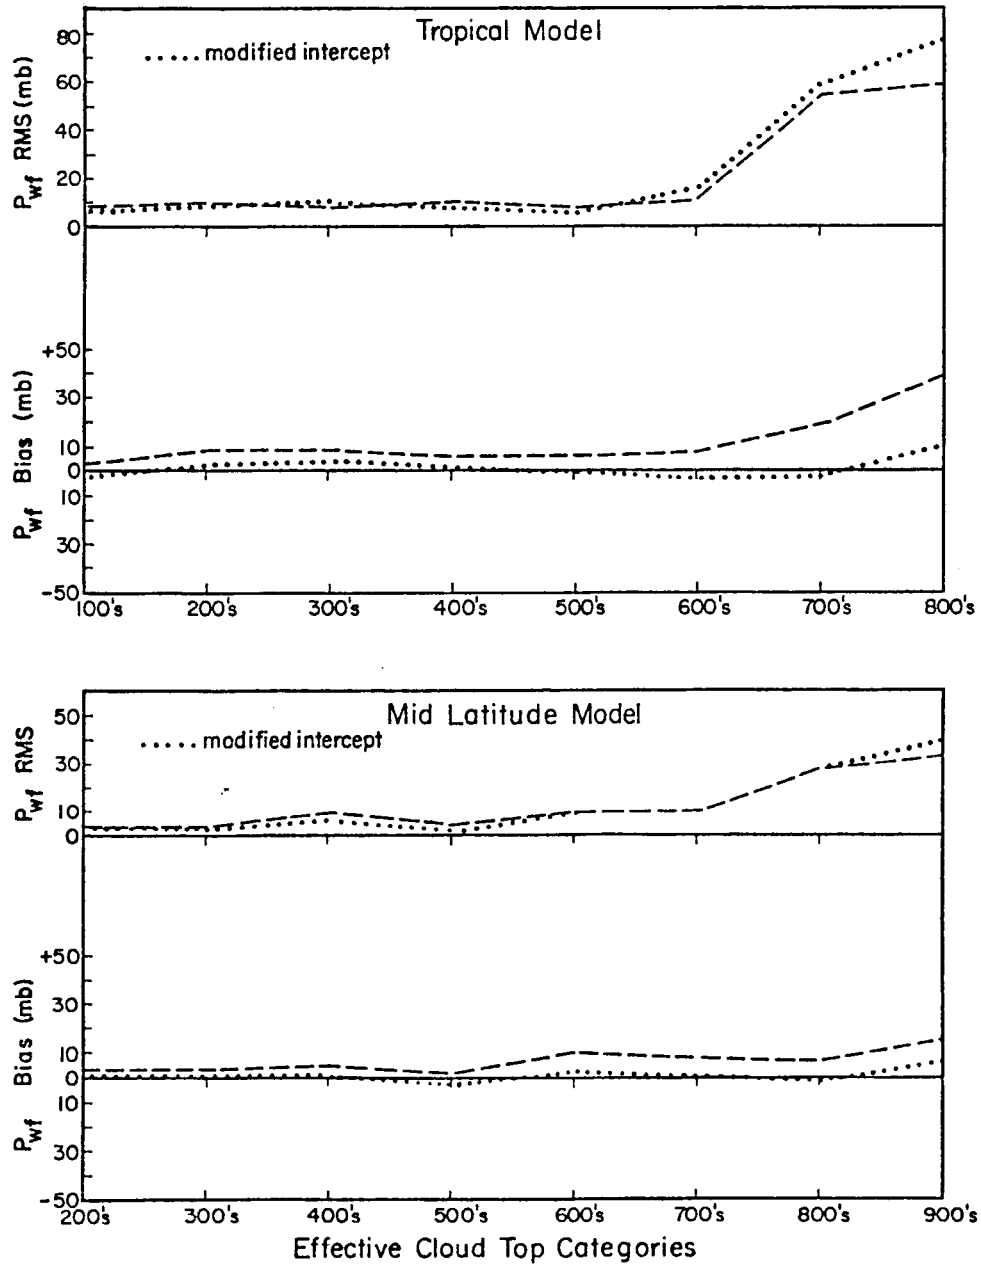 Tropical Model
..... modified intercept
P_wf RMS (mb)
80
60
40
20
0
P_wf Bias (mb)
+50
30
10
0
10
30
-50
100's 200's 300's 400's 500's 600's 700's 800's
Mid Latitude Model
..... modified intercept
P_wf RMS
50
30
10
0
P_wf Bias (mb)
+50
30
10
0
10
30
-50
200's 300's 400's 500's 600's 700's 800's 900's
Effective Cloud Top Categories